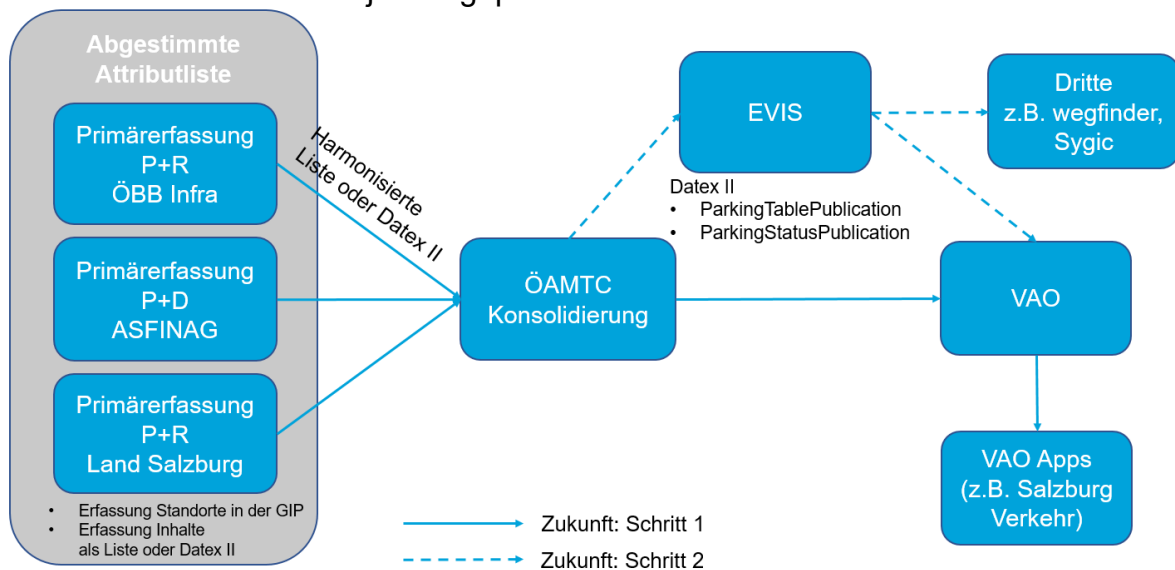 Abgestimmte
Attributliste
Primärerfassung
P+R
ÖBB Infra
Primärerfassung
P+D
ASFINAG
Primärerfassung
P+R
Land Salzburg
• Erfassung Standorte in der GIP
• Erfassung Inhalte
als Liste oder Datex II
Harmonisierte
Liste oder Datex II
ÖAMTC
Konsolidierung
EVIS
Datex II
• ParkingTablePublication
• ParkingStatusPublication
Dritte
z.B. wegfinder,
Sygic
VAO
VAO Apps
(z.B. Salzburg
Verkehr)
Zukunft: Schritt 1
Zukunft: Schritt 2